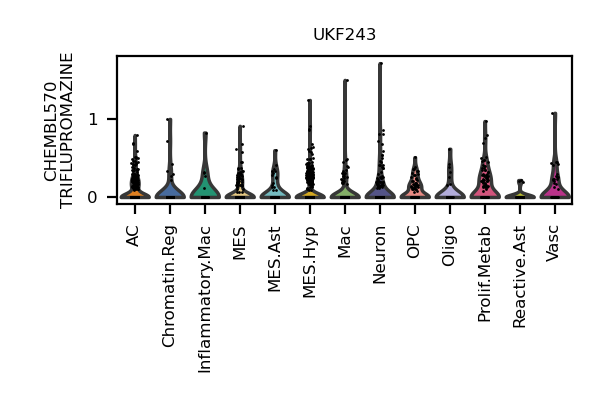 UKF243
CHEMBL570
TRIFLUPROMAZINE
1
0
AC
Chromatin.Reg
Inflammatory.Mac
MES
MES.Ast
MES.Hyp
Mac
Neuron
OPC
Oligo
Prolif.Metab
Reactive.Ast
Vasc